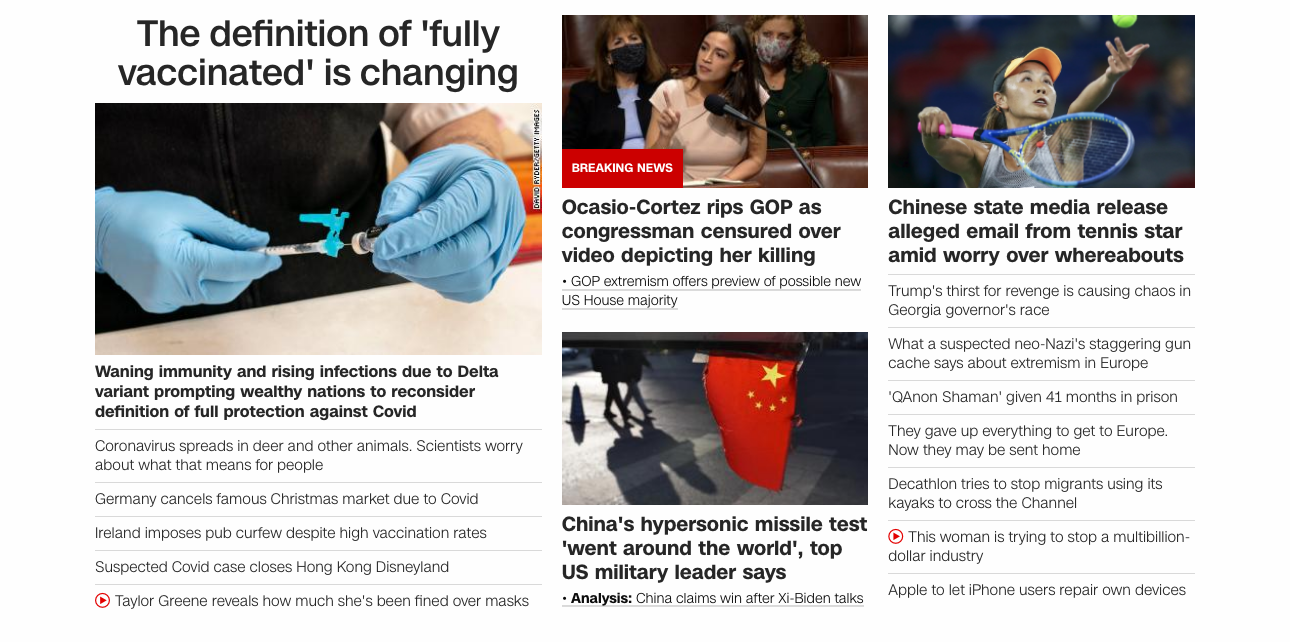 The definition of 'fully
vaccinated' is changing
DAVID RYDER/GETTY IMAGES
Waning immunity and rising infections due to Delta
variant prompting wealthy nations to reconsider
definition of full protection against Covid
Coronavirus spreads in deer and other animals. Scientists worry
about what that means for people
Germany cancels famous Christmas market due to Covid
Ireland imposes pub curfew despite high vaccination rates
Suspected Covid case closes Hong Kong Disneyland
Taylor Greene reveals how much she's been fined over masks
BREAKING NEWS
Ocasio-Cortez rips GOP as
congressman censured over
video depicting her killing
• GOP extremism offers preview of possible new
US House majority
China's hypersonic missile test
'went around the world', top
US military leader says
• Analysis: China claims win after Xi-Biden talks
Chinese state media release
alleged email from tennis star
amid worry over whereabouts
Trump's thirst for revenge is causing chaos in
Georgia governor's race
What a suspected neo-Nazi's staggering gun
cache says about extremism in Europe
'QAnon Shaman' given 41 months in prison
They gave up everything to get to Europe.
Now they may be sent home
Decathlon tries to stop migrants using its
kayaks to cross the Channel
This woman is trying to stop a multibillion-
dollar industry
Apple to let iPhone users repair own devices